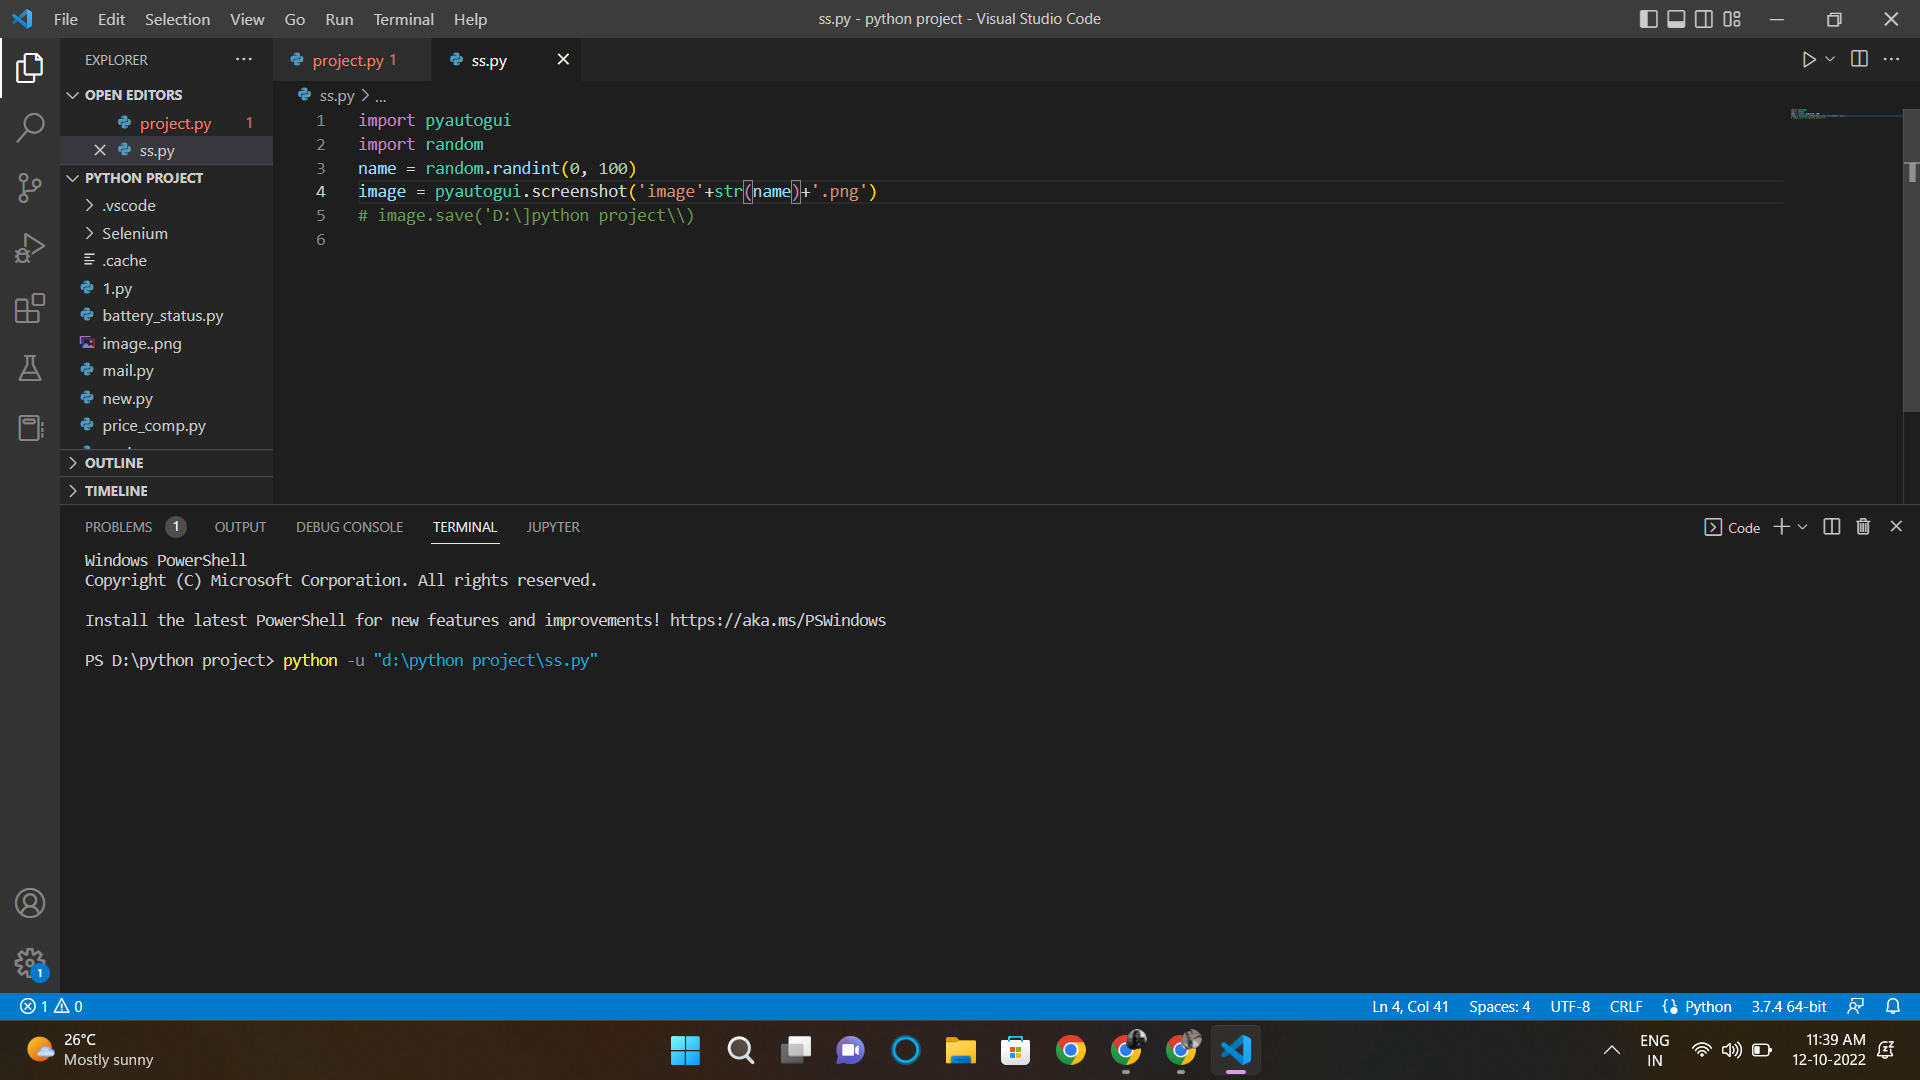 File Edit Selection View Go Run Terminal Help
ss.py - python project - Visual Studio Code
EXPLORER
OPEN EDITORS
project.py 1
ss.py
PYTHON PROJECT
.vscode
Selenium
.cache
1.py
battery_status.py
image..png
mail.py
new.py
price_comp.py
OUTLINE
TIMELINE
project.py 1
ss.py
ss.py > ...
1 import pyautogui
2 import random
3 name = random.randint(0, 100)
4 image = pyautogui.screenshot('image'+str(name)+'.png')
5 # image.save('D:\]python project\\)
6
PROBLEMS 1 OUTPUT DEBUG CONSOLE TERMINAL JUPYTER
Code
Windows PowerShell
Copyright (C) Microsoft Corporation. All rights reserved.
Install the latest PowerShell for new features and improvements! https://aka.ms/PSWindows
PS D:\python project> python -u "d:\python project\ss.py"
1
1 0
Ln 4, Col 41 Spaces: 4 UTF-8 CRLF Python 3.7.4 64-bit
26°C
Mostly sunny
ENG
IN
11:39 AM
12-10-2022